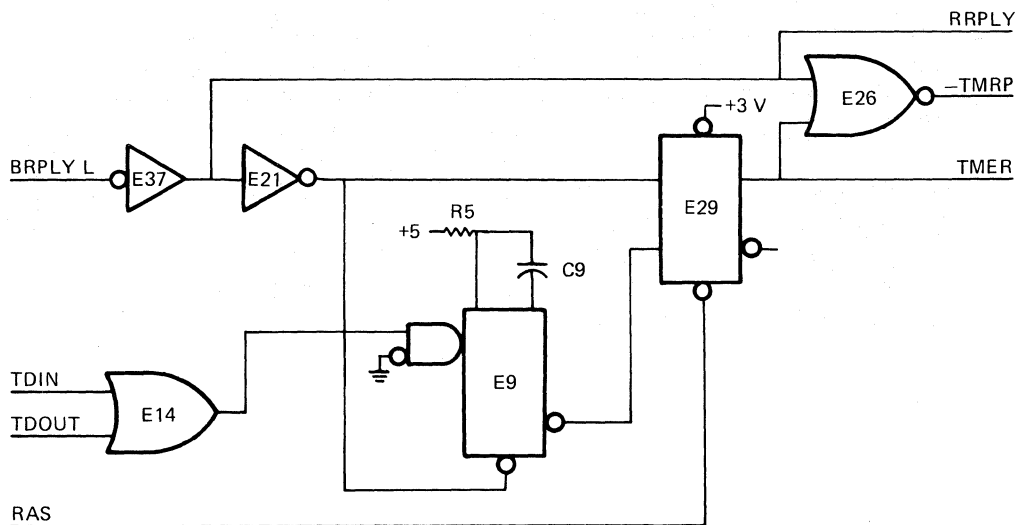 RRPLY
E26
–TMRP
+3 V
BRPLY L
E37
E21
TMER
E29
R5
+5
C9
TDIN
E14
E9
TDOUT
RAS